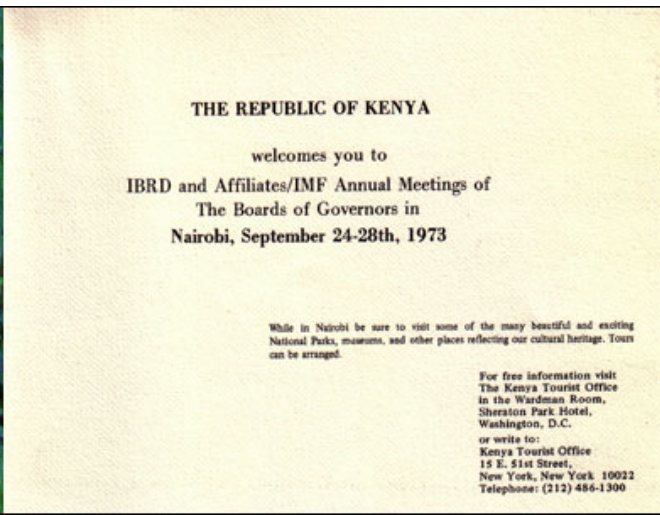 THE REPUBLIC OF KENYA
welcomes you to
IBRD and Affiliates/IMF Annual Meetings of
The Boards of Governors in
Nairobi, September 24-28th, 1973
While in Nairobi be sure to visit some of the many beautiful and exciting
National Parks, museums, and other places reflecting our cultural heritage. Tours
can be arranged.
For free information visit
The Kenya Tourist Office
in the Wardman Room,
Sheraton Park Hotel,
Washington, D.C.
or write to:
Kenya Tourist Office
15 E. 51st Street,
New York, New York 10022
Telephone: (212) 486-1300